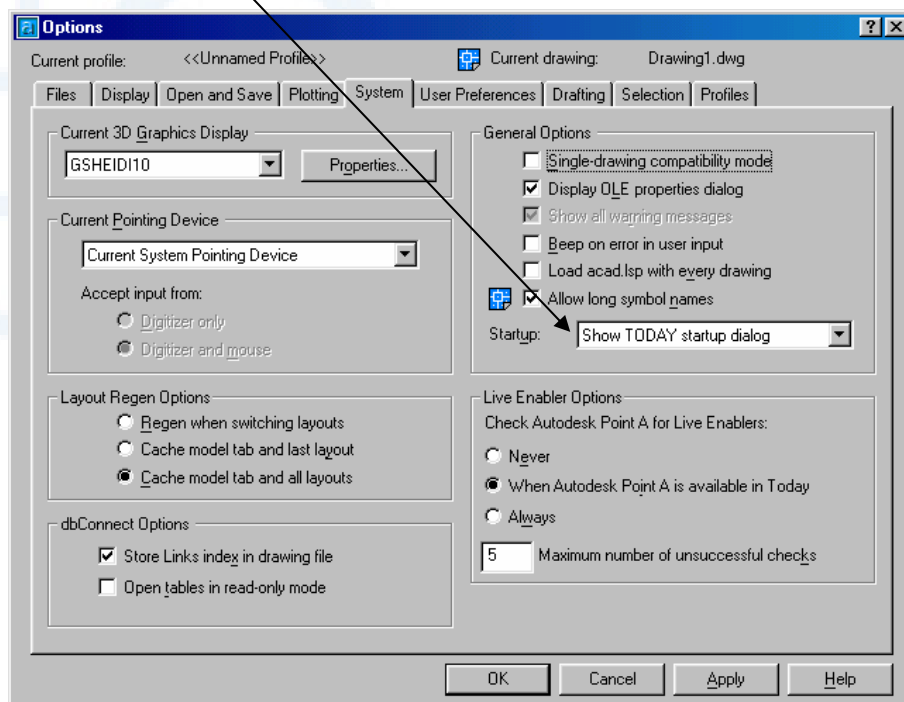 Options
Current profile: <<Unnamed Profile>> Current drawing: Drawing1.dwg
Files Display Open and Save Plotting System User Preferences Drafting Selection Profiles
Current 3D Graphics Display
GSHEIDI10 Properties...
Current Pointing Device
Current System Pointing Device
Accept input from:
Digitizer only
Digitizer and mouse
Layout Regen Options
Regen when switching layouts
Cache model tab and last layout
Cache model tab and all layouts
dbConnect Options
Store Links index in drawing file
Open tables in read-only mode
General Options
Single-drawing compatibility mode
Display OLE properties dialog
Show all warning messages
Beep on error in user input
Load acad.lsp with every drawing
Allow long symbol names
Startup: Show TODAY startup dialog
Live Enabler Options
Check Autodesk Point A for Live Enablers:
Never
When Autodesk Point A is available in Today
Always
5 Maximum number of unsuccessful checks
OK Cancel Apply Help